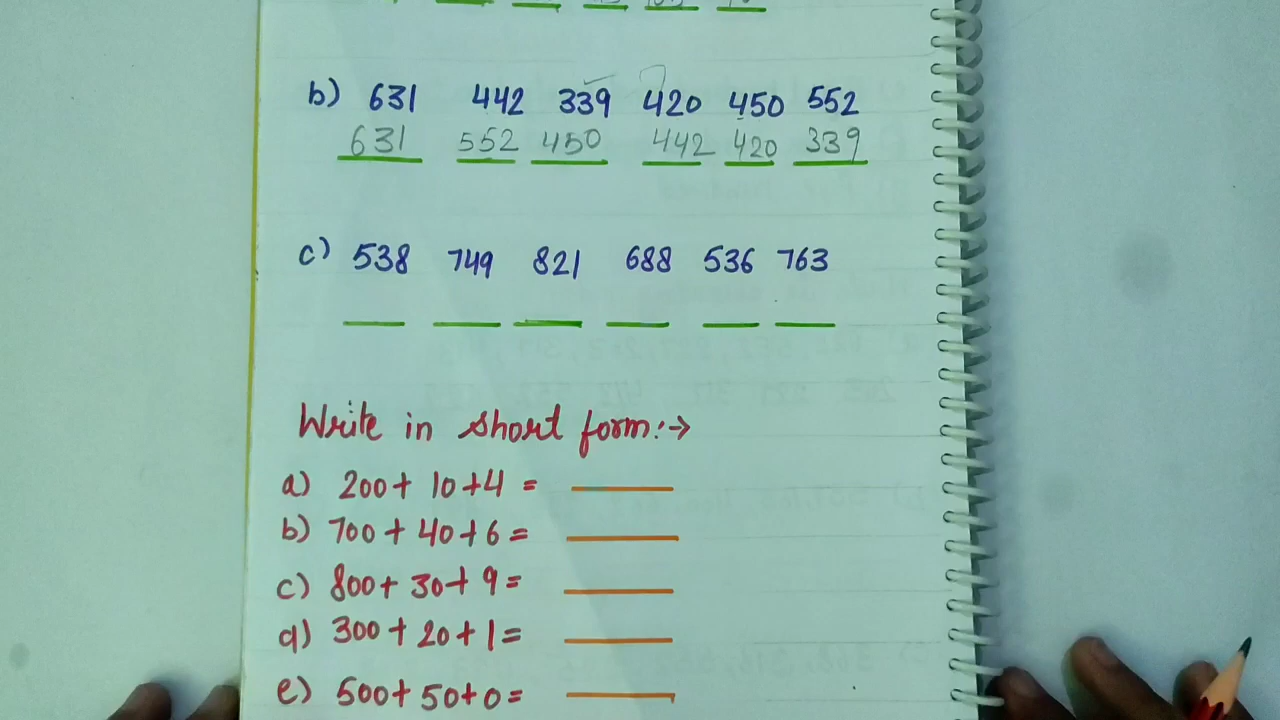 b) 631 442 339 420 450 552
631 552 450 442 420 339
c) 538 749 821 688 536 763
Write in short form:→
a) 200 + 10 + 4 =
b) 700 + 40 + 6 =
c) 800 + 30 + 9 =
d) 300 + 20 + 1 =
e) 500 + 50 + 0 =